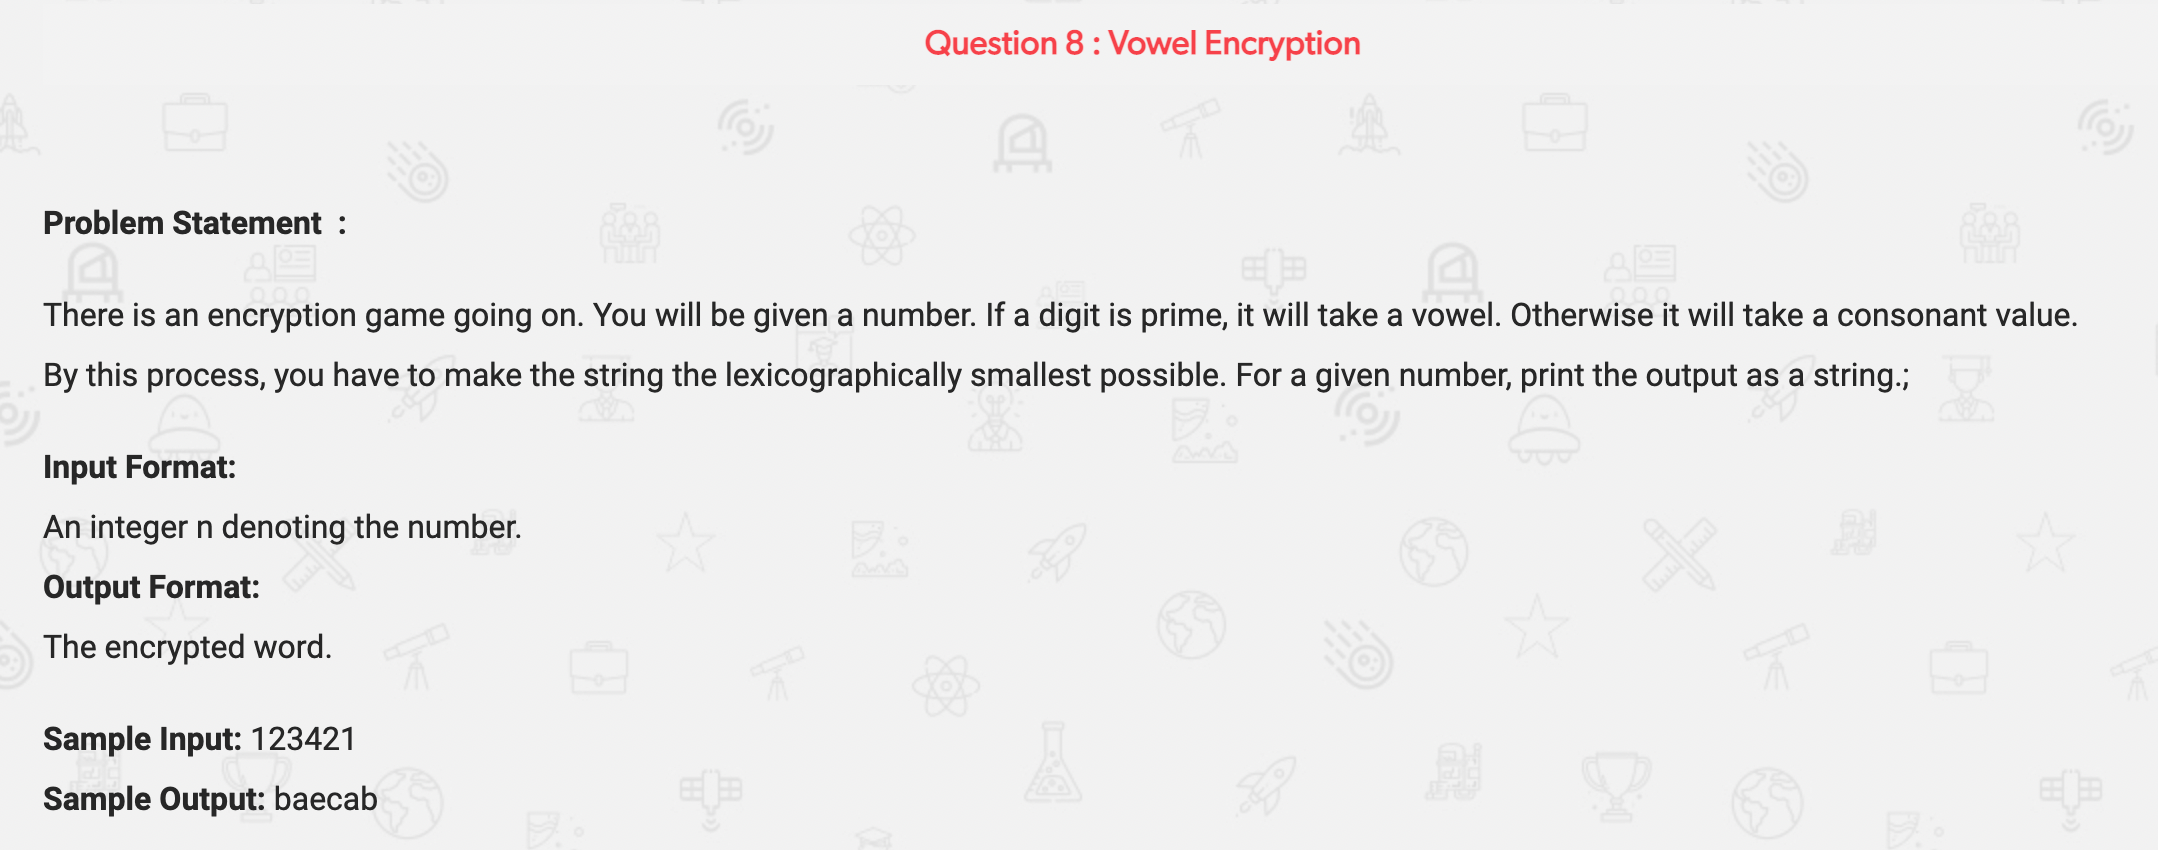 Question 8 : Vowel Encryption
Problem Statement :
There is an encryption game going on. You will be given a number. If a digit is prime, it will take a vowel. Otherwise it will take a consonant value.
By this process, you have to make the string the lexicographically smallest possible. For a given number, print the output as a string.;
Input Format:
An integer n denoting the number.
Output Format:
The encrypted word.
Sample Input: 123421
Sample Output: baecab